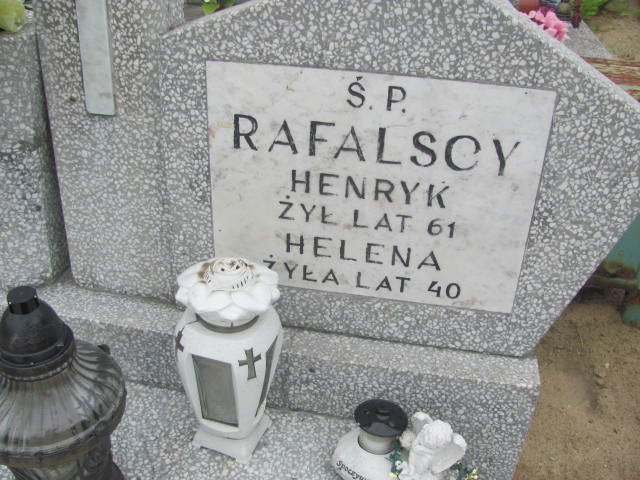 Ś. P.
RAFALSCY
HENRYK
ŻYŁ LAT 61
HELENA
ŻYŁA LAT 40